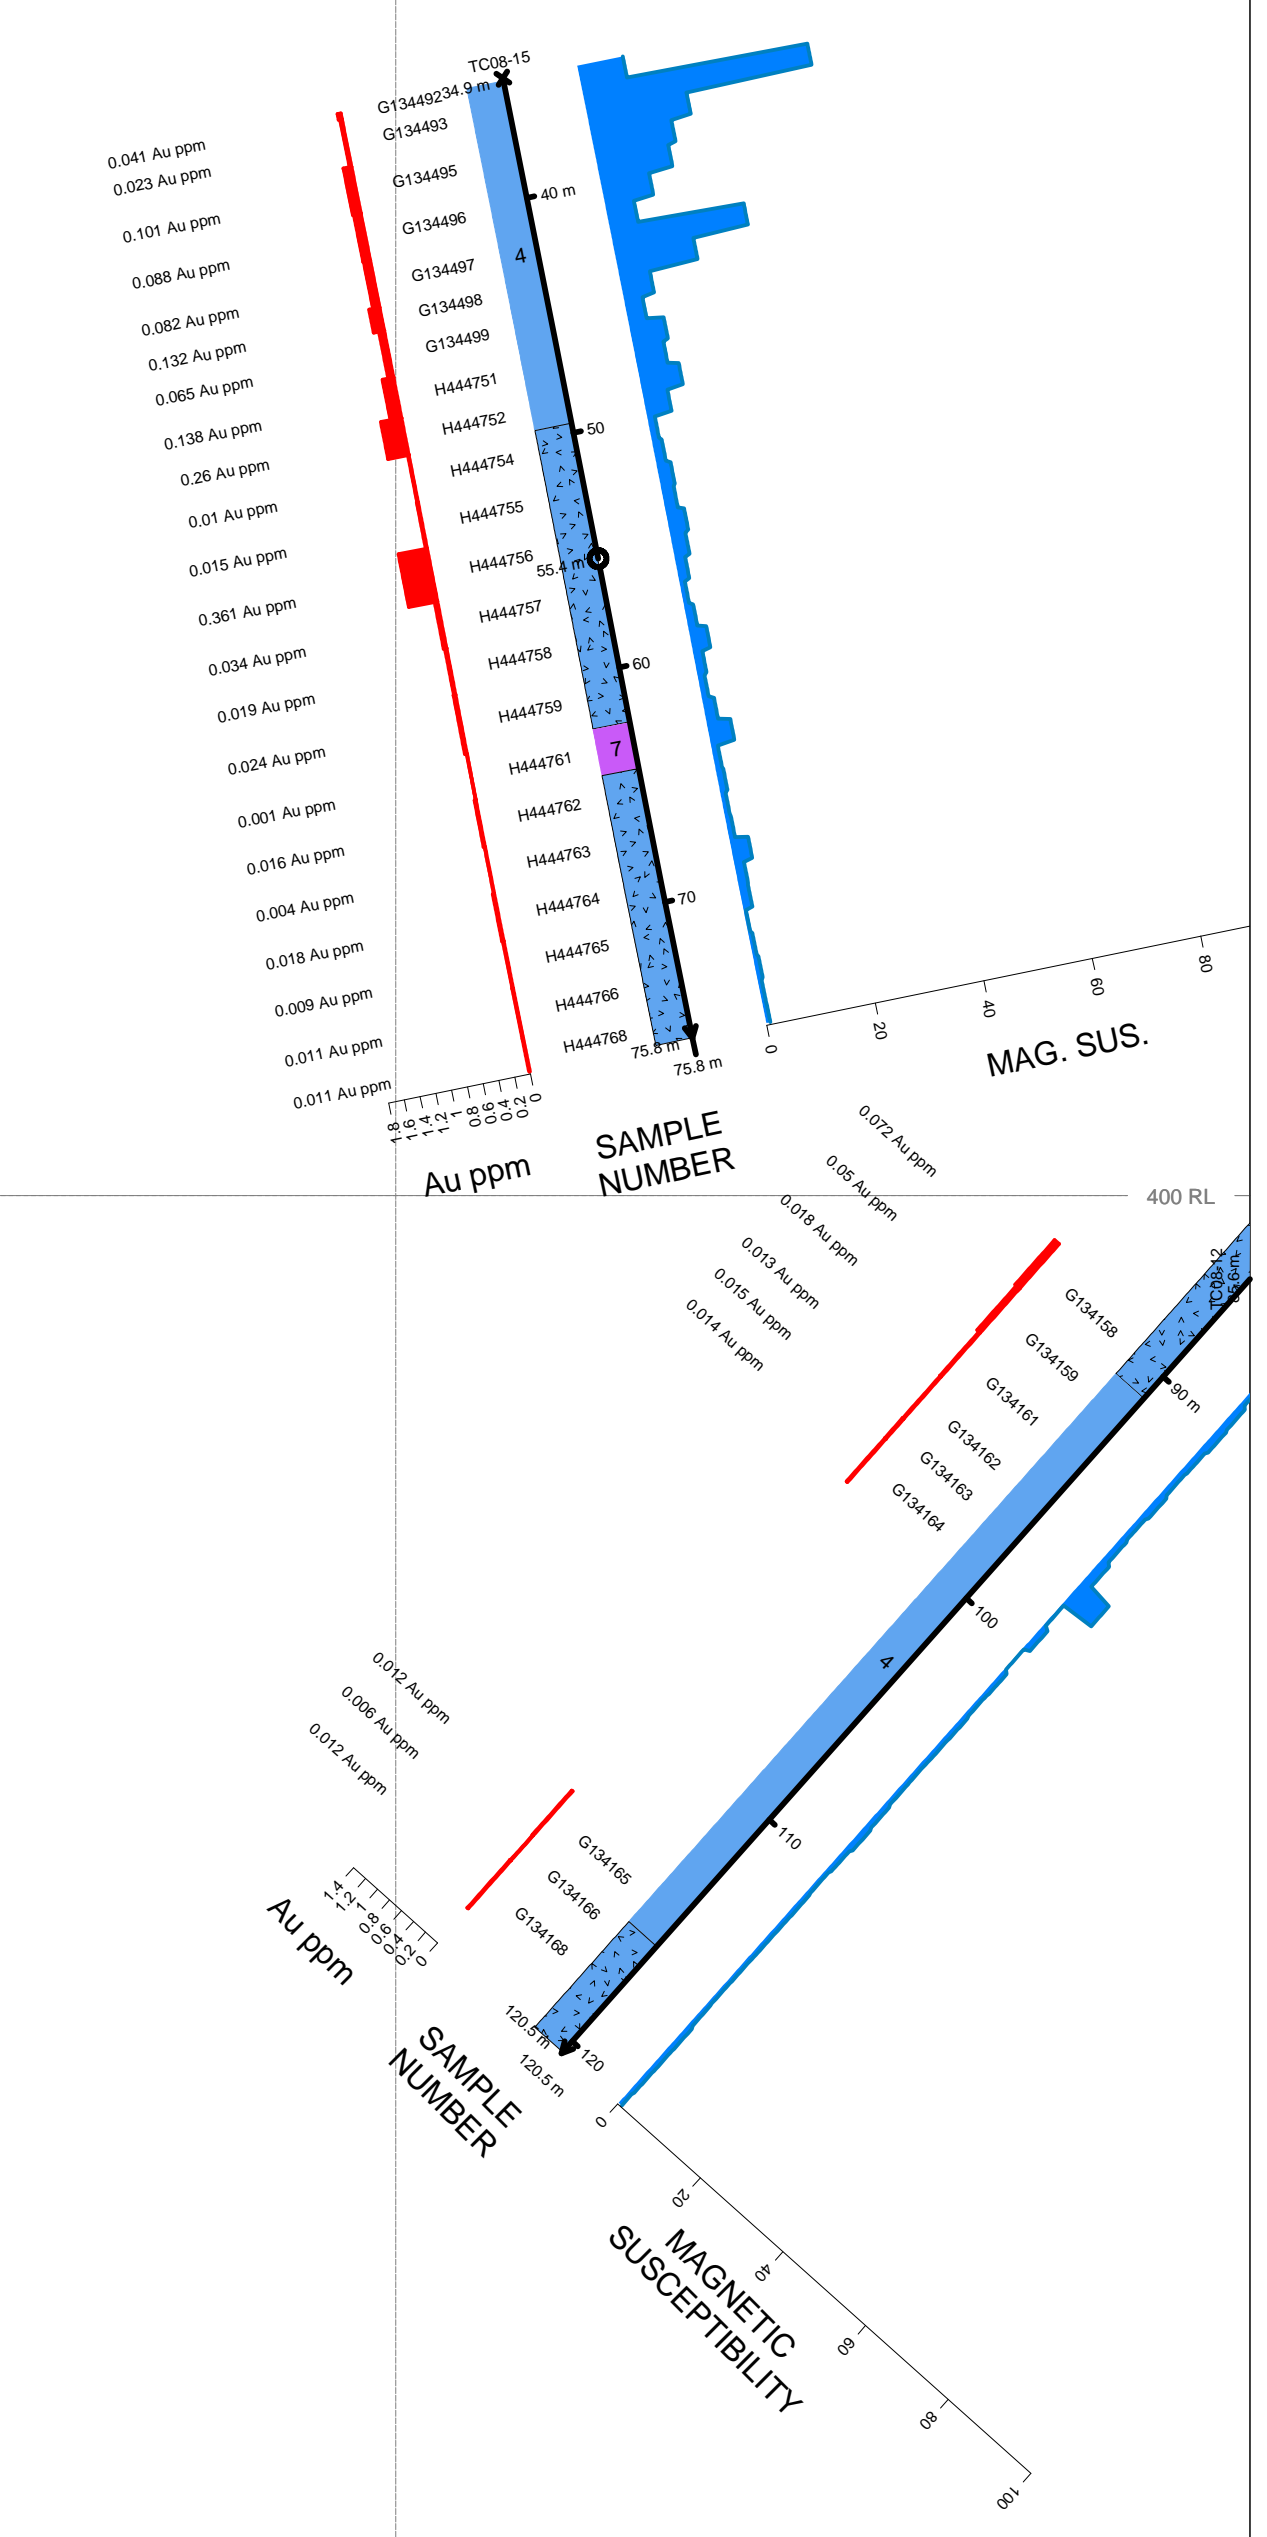 TC08-15
34.9 m
G134492
G134493
G134495
G134496
G134497
G134498
G134499
H444751
H444752
H444754
H444755
H444756
H444757
H444758
H444759
H444761
H444762
H444763
H444764
H444765
H444766
H444768
0.041 Au ppm
0.023 Au ppm
0.101 Au ppm
0.088 Au ppm
0.082 Au ppm
0.132 Au ppm
0.065 Au ppm
0.138 Au ppm
0.26 Au ppm
0.01 Au ppm
0.015 Au ppm
0.361 Au ppm
0.034 Au ppm
0.019 Au ppm
0.024 Au ppm
0.001 Au ppm
0.016 Au ppm
0.004 Au ppm
0.018 Au ppm
0.009 Au ppm
0.011 Au ppm
0.011 Au ppm
40 m
4
50
55.4 m
60
7
70
75.8 m
75.8 m
1.8
1.6
1.4
1.2
1
0.8
0.6
0.4
0.2
0
Au ppm
SAMPLE
NUMBER
0
20
40
60
80
MAG. SUS.
400 RL
0.072 Au ppm
0.05 Au ppm
0.018 Au ppm
0.013 Au ppm
0.015 Au ppm
0.014 Au ppm
TC08-12
G134158
G134159
G134161
G134162
G134163
G134164
90 m
100
4
110
0.012 Au ppm
0.006 Au ppm
0.012 Au ppm
G134165
G134166
G134168
1.4
1.2
1
0.8
0.6
0.4
0.2
0
Au ppm
120.5 m
120
120.5 m
SAMPLE
NUMBER
0
20
40
60
80
100
MAGNETIC
SUSCEPTIBILITY